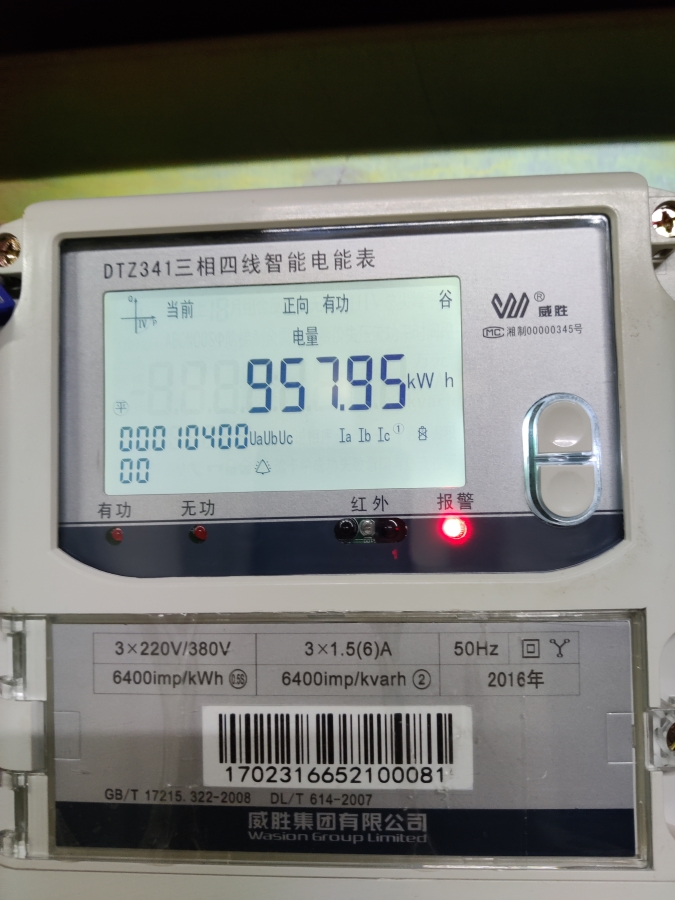 DTZ341三相四线智能电能表
当前 正向 有功 谷
电量
957.95 kW h
00010400 UaUbUc Ia Ib Ic ①
00
威胜®
MC 湘制00000345号
有功 无功 红外 报警
3×220V/380V 3×1.5(6)A 50Hz
6400imp/kWh 0.5S 6400imp/kvarh ② 2016年
1702316652100081
GB/T 17215.322-2008 DL/T 614-2007
威胜集团有限公司
Wasion Group Limited